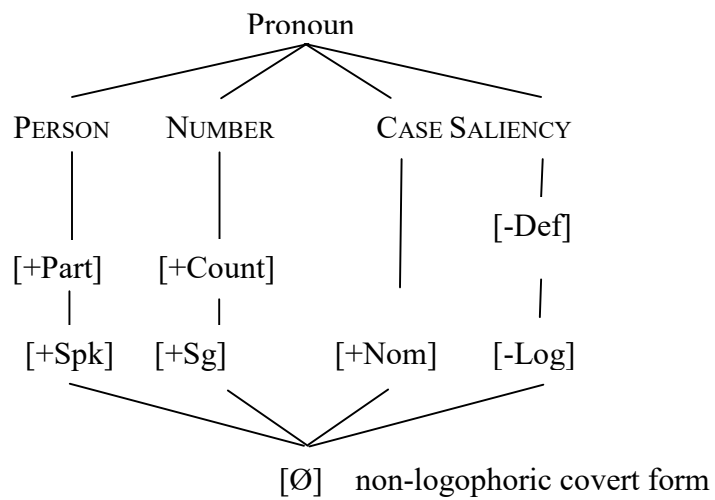 Pronoun
PERSON NUMBER CASE SALIENCY
[-Def]
[+Part] [+Count]
[+Spk] [+Sg] [+Nom] [-Log]
[Ø] non-logophoric covert form